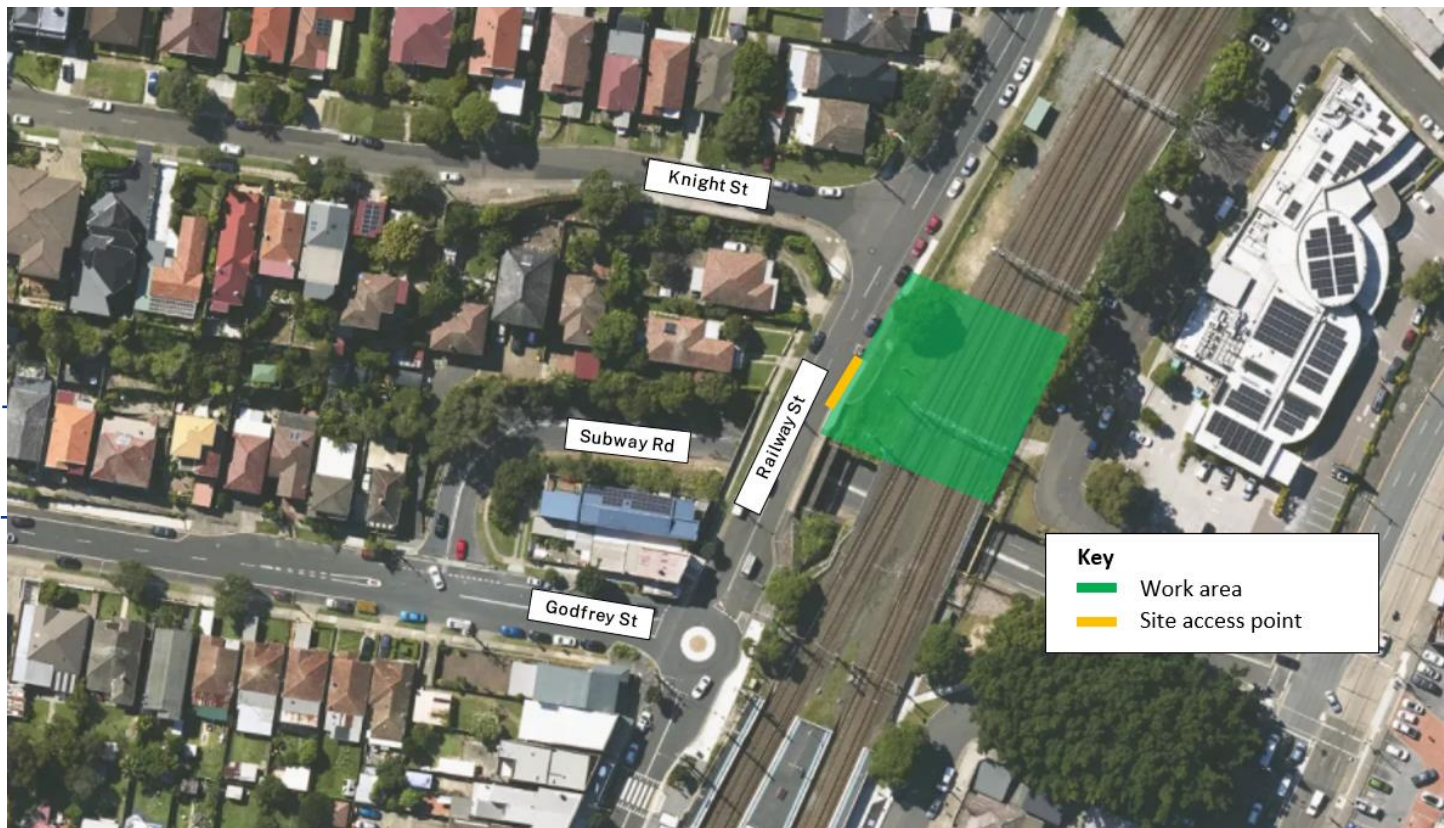 Knight St
Subway Rd
Railway St
Godfrey St
Key
Work area
Site access point